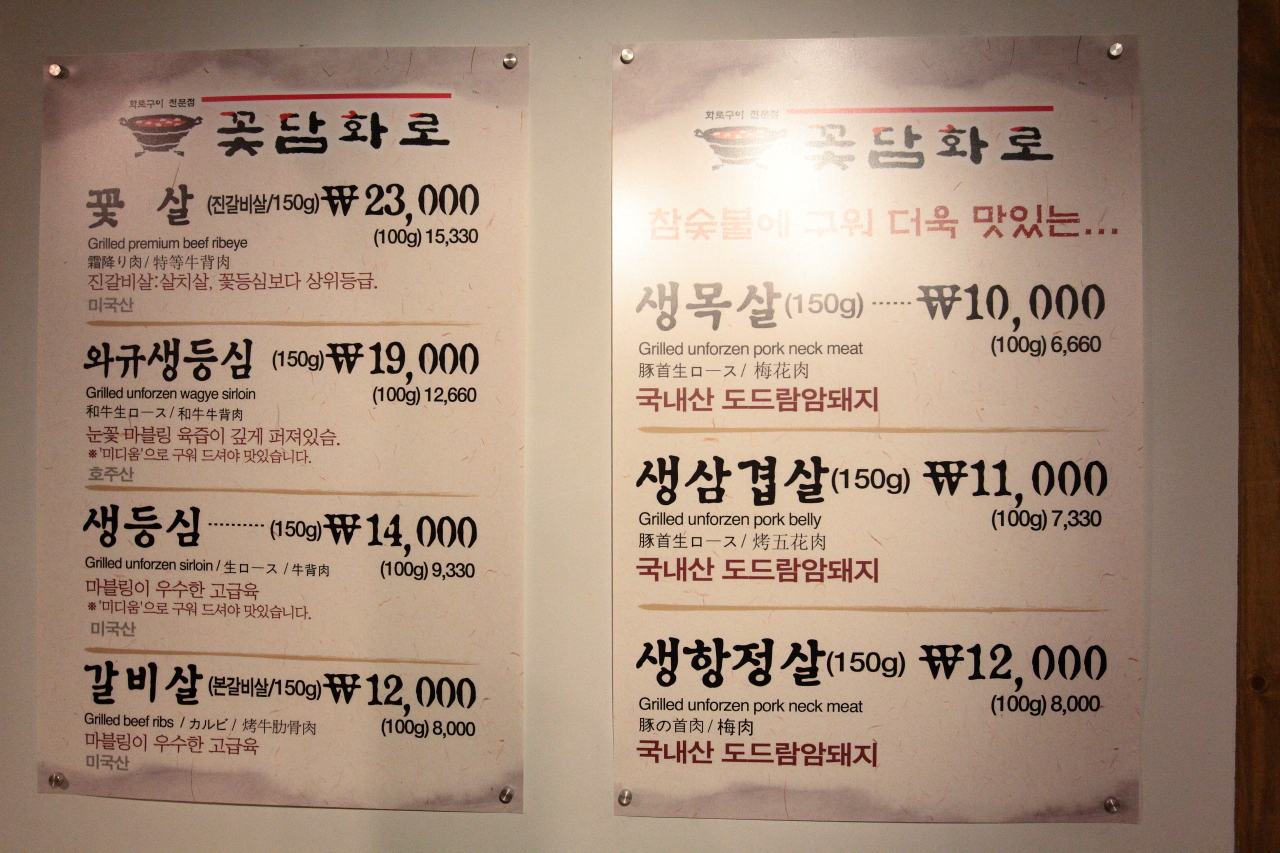 화로구이 전문점
꽃담화로
꽃 살 (진갈비살/150g) ₩23,000
(100g) 15,330
Grilled premium beef ribeye
霜降り肉/特等牛背肉
진갈비살:살치살, 꽃등심보다 상위등급.
미국산
와규생등심 (150g) ₩19,000
(100g) 12,660
Grilled unforzen wagye sirloin
和牛生ロース/和牛牛背肉
눈꽃 마블링 육즙이 깊게 퍼져있슴.
※'미디움'으로 구워 드셔야 맛있습니다.
호주산
생등심 ---------- (150g) ₩14,000
(100g) 9,330
Grilled unforzen sirloin / 生ロース / 牛背肉
마블링이 우수한 고급육
※'미디움'으로 구워 드셔야 맛있습니다.
미국산
갈비살 (본갈비살/150g) ₩12,000
(100g) 8,000
Grilled beef ribs / カルビ / 烤牛肋骨肉
마블링이 우수한 고급육
미국산
화로구이 전문점
꽃담화로
참숯불에 구워 더욱 맛있는...
생목살(150g) ------ ₩10,000
(100g) 6,660
Grilled unforzen pork neck meat
豚首生ロース/ 梅花肉
국내산 도드람암돼지
생삼겹살(150g) ₩11,000
(100g) 7,330
Grilled unforzen pork belly
豚首生ロース/ 烤五花肉
국내산 도드람암돼지
생항정살(150g) ₩12,000
(100g) 8,000
Grilled unforzen pork neck meat
豚の首肉/梅肉
국내산 도드람암돼지